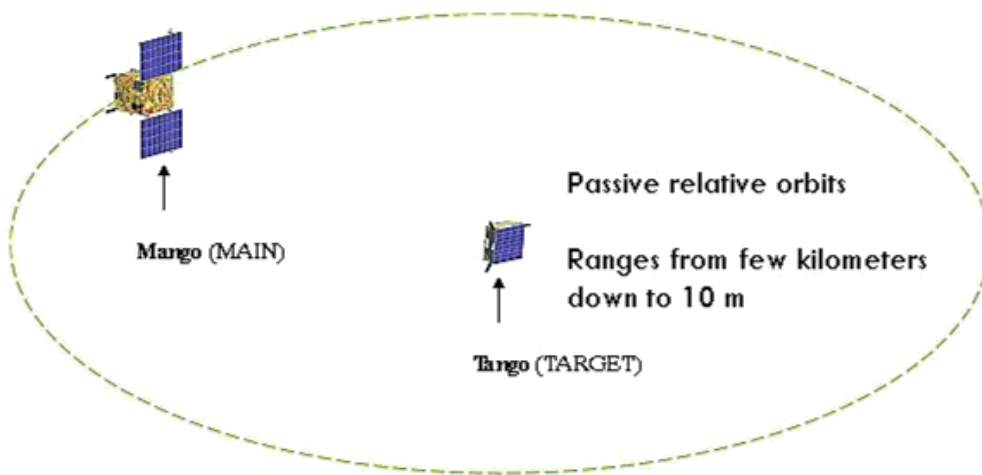 Passive relative orbits
Mango (MAIN)
Ranges from few kilometers
down to 10 m
Tango (TARGET)